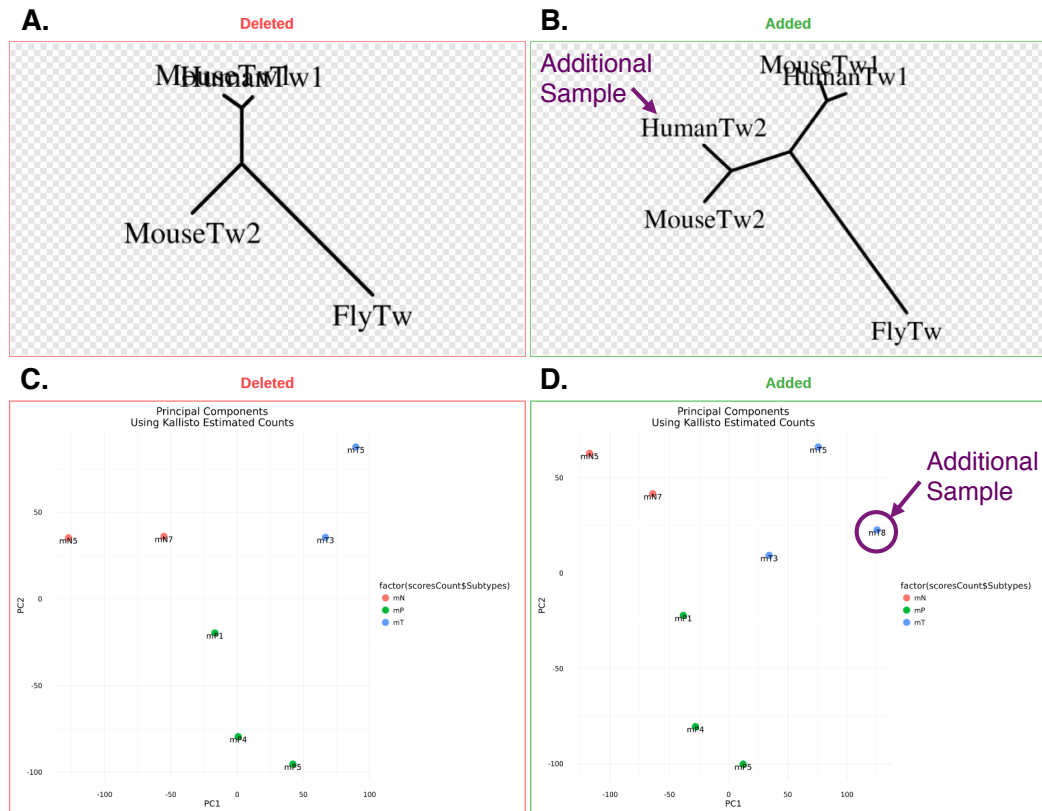 A.
Deleted
MouseTw1
HumanTw1
MouseTw2
FlyTw
B.
Added
Additional
Sample
MouseTw1
HumanTw1
HumanTw2
MouseTw2
FlyTw
C.
Deleted
Principal Components
Using Kallisto Estimated Counts
mT5
50
mN5
mN7
mT3
factor(scoresCount$Subtypes)
mN
mP
mT
0
PC2
mP1
-50
mP4
mP5
-100
-100
-50
0
50
100
PC1
D.
Added
Principal Components
Using Kallisto Estimated Counts
mN5
mT5
Additional
Sample
50
mN7
mT8
mT3
0
factor(scoresCount$Subtypes)
mN
mP
mT
PC2
mP1
-50
mP4
mP5
-100
-100
-50
0
50
100
PC1